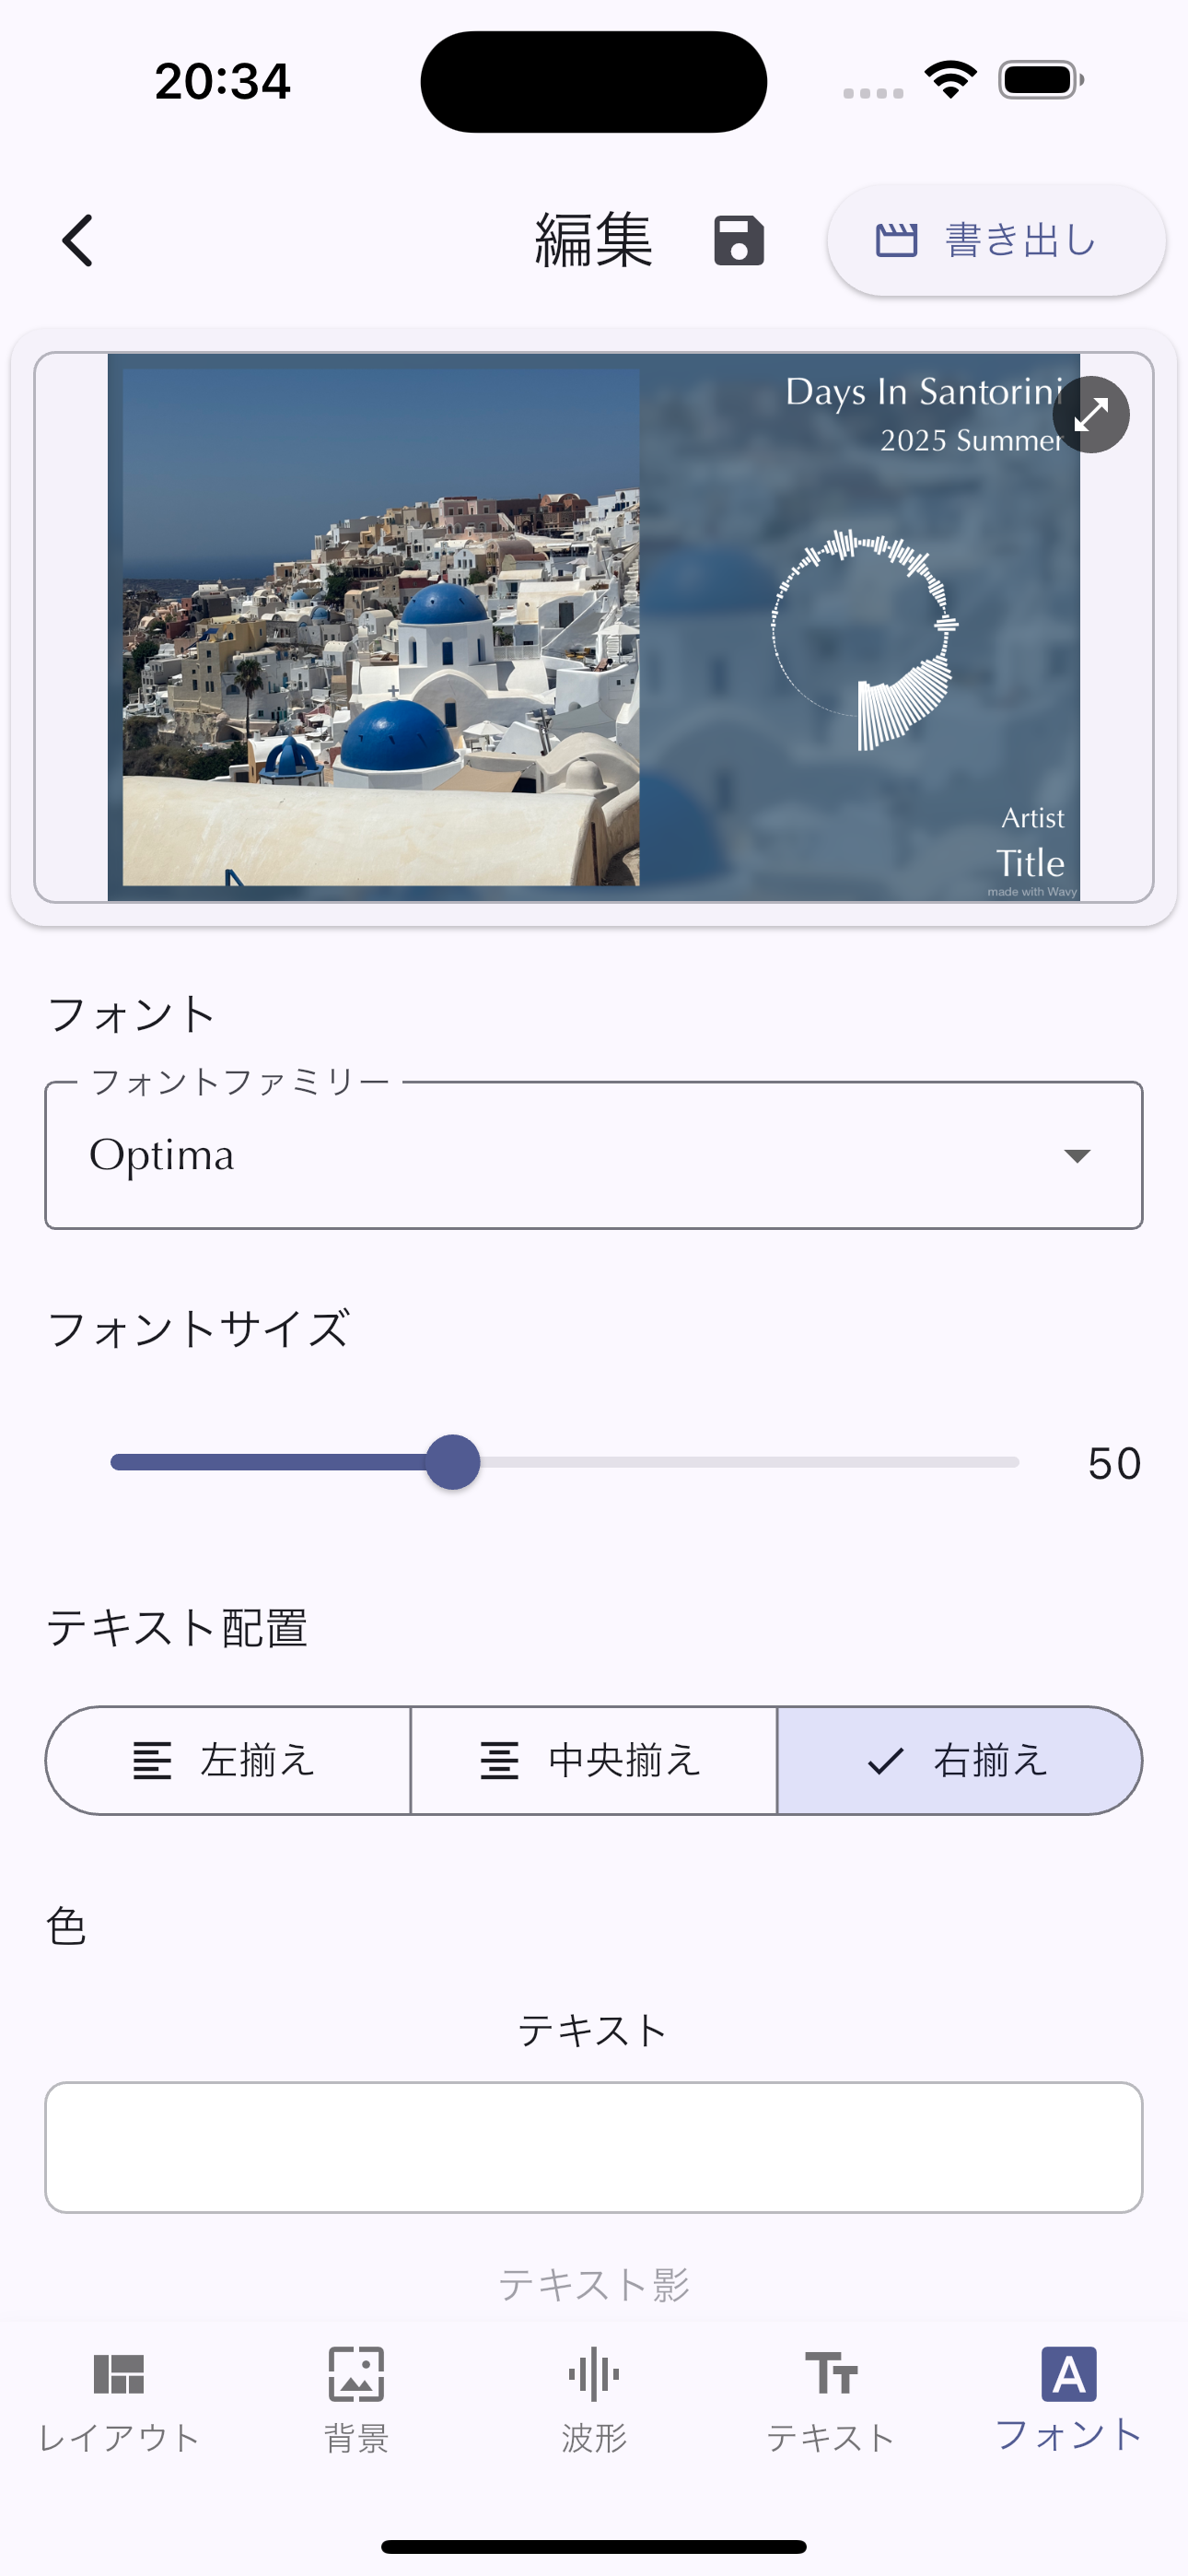 20:34
編集
書き出し
Days In Santorini
2025 Summer
Artist
Title
made with Wavy
フォント
フォントファミリー
Optima
フォントサイズ
50
テキスト配置
左揃え
中央揃え
右揃え
色
テキスト
テキスト影
レイアウト
背景
波形
テキスト
フォント